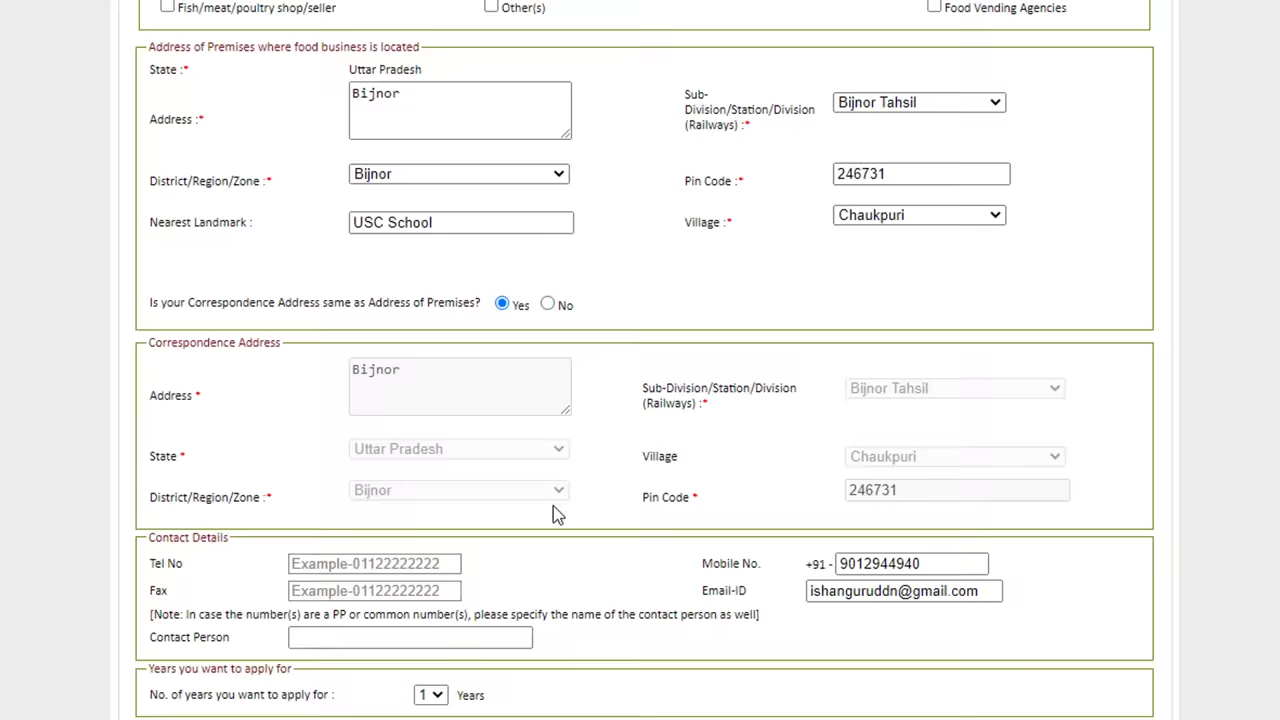 Fish/meat/poultry shop/seller Other(s) Food Vending Agencies
Address of Premises where food business is located
State :* Uttar Pradesh
Address :* Bijnor Sub-Division/Station/Division (Railways) :* Bijnor Tahsil
District/Region/Zone :* Bijnor Pin Code :* 246731
Nearest Landmark : USC School Village :* Chaukpuri
Is your Correspondence Address same as Address of Premises? Yes No
Correspondence Address
Address * Bijnor Sub-Division/Station/Division (Railways) :* Bijnor Tahsil
State * Uttar Pradesh Village Chaukpuri
District/Region/Zone :* Bijnor Pin Code * 246731
Contact Details
Tel No Example-01122222222 Mobile No. +91 - 9012944940
Fax Example-01122222222 Email-ID ishanguruddn@gmail.com
[Note: In case the number(s) are a PP or common number(s), please specify the name of the contact person as well]
Contact Person
Years you want to apply for
No. of years you want to apply for : 1 Years